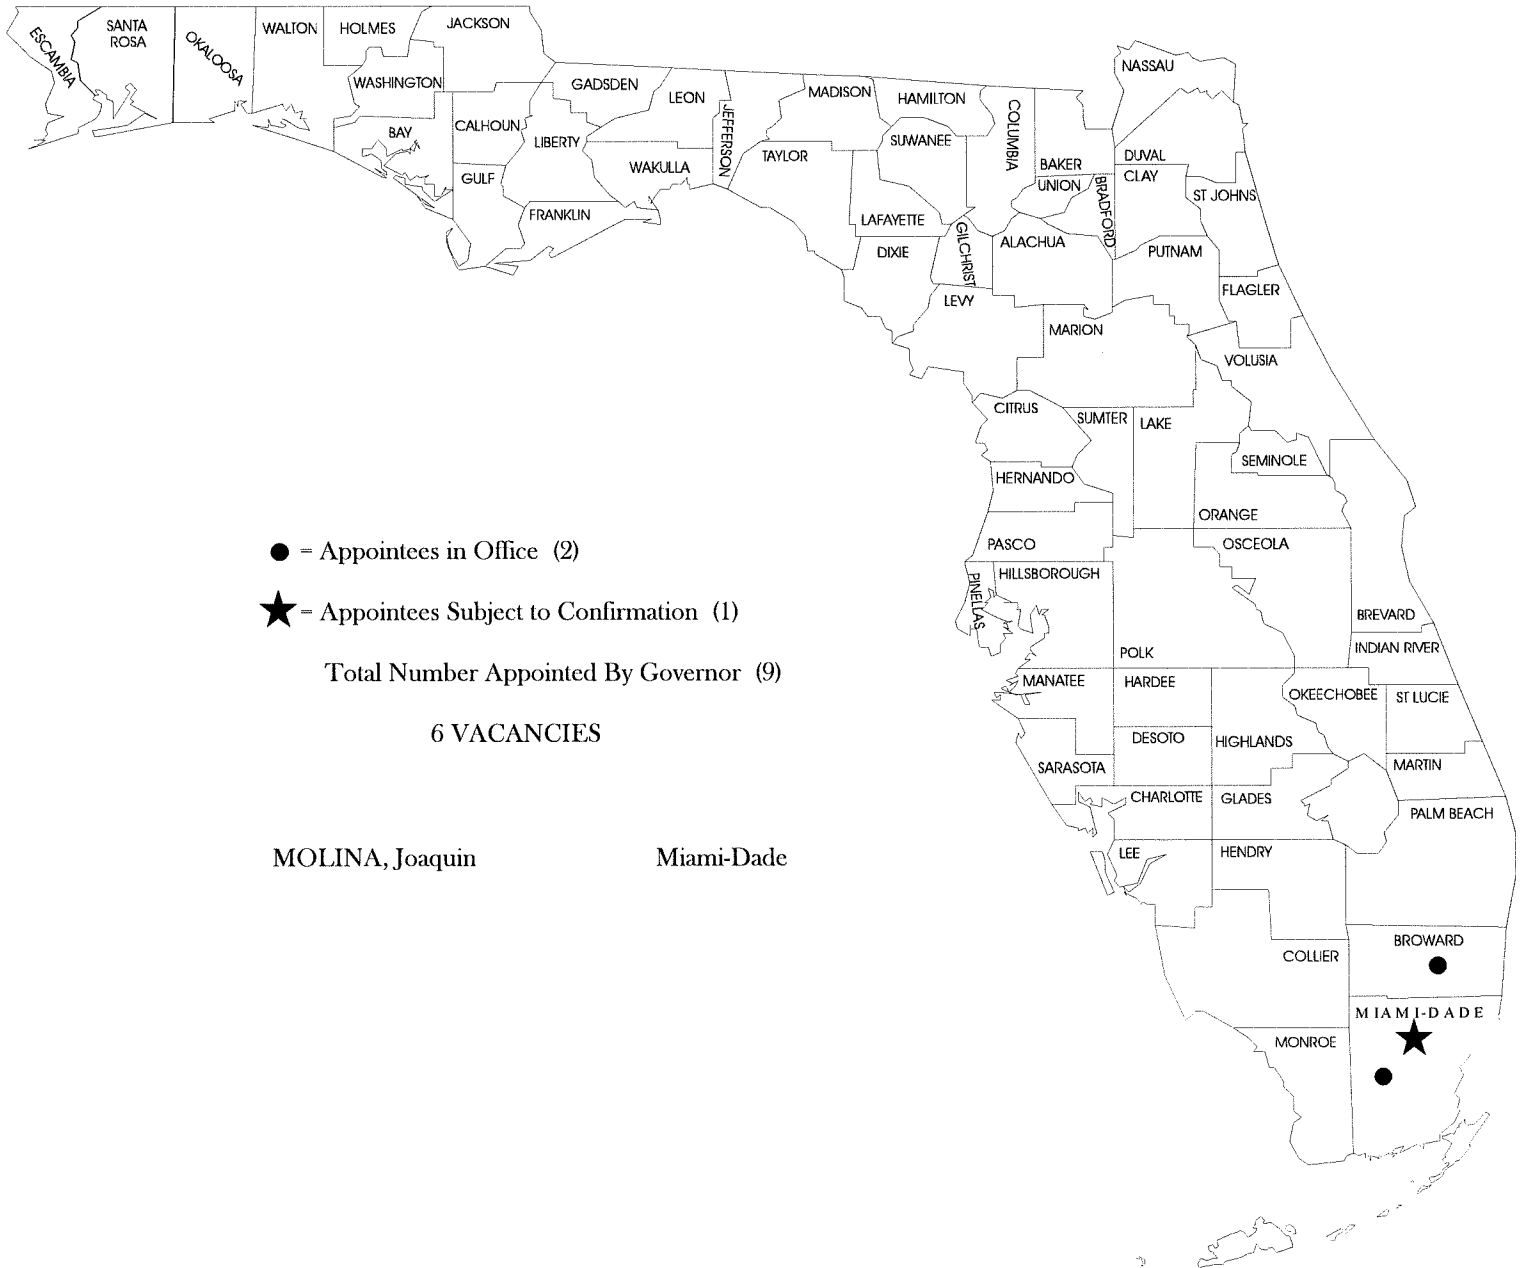 ESCAMBIA
SANTA
ROSA
OKALOOSA
WALTON
HOLMES
JACKSON
WASHINGTON
BAY
CALHOUN
GULF
GADSDEN
LIBERTY
FRANKLIN
LEON
WAKULLA
JEFFERSON
MADISON
TAYLOR
HAMILTON
SUWANEE
LAFAYETTE
DIXIE
COLUMBIA
GILCHRIST
NASSAU
BAKER
UNION
BRADFORD
DUVAL
CLAY
ST JOHNS
ALACHUA
PUTNAM
FLAGLER
LEVY
MARION
VOLUSIA
CITRUS
SUMTER
LAKE
SEMINOLE
HERNANDO
ORANGE
PASCO
OSCEOLA
PINELLAS
HILLSBOROUGH
POLK
BREVARD
INDIAN RIVER
MANATEE
HARDEE
OKEECHOBEE
ST LUCIE
DESOTO
HIGHLANDS
SARASOTA
MARTIN
CHARLOTTE
GLADES
PALM BEACH
LEE
HENDRY
BROWARD
COLLIER
MIAMI-DADE
MONROE
= Appointees in Office (2)
= Appointees Subject to Confirmation (1)
Total Number Appointed By Governor (9)
6 VACANCIES
MOLINA, Joaquin Miami-Dade